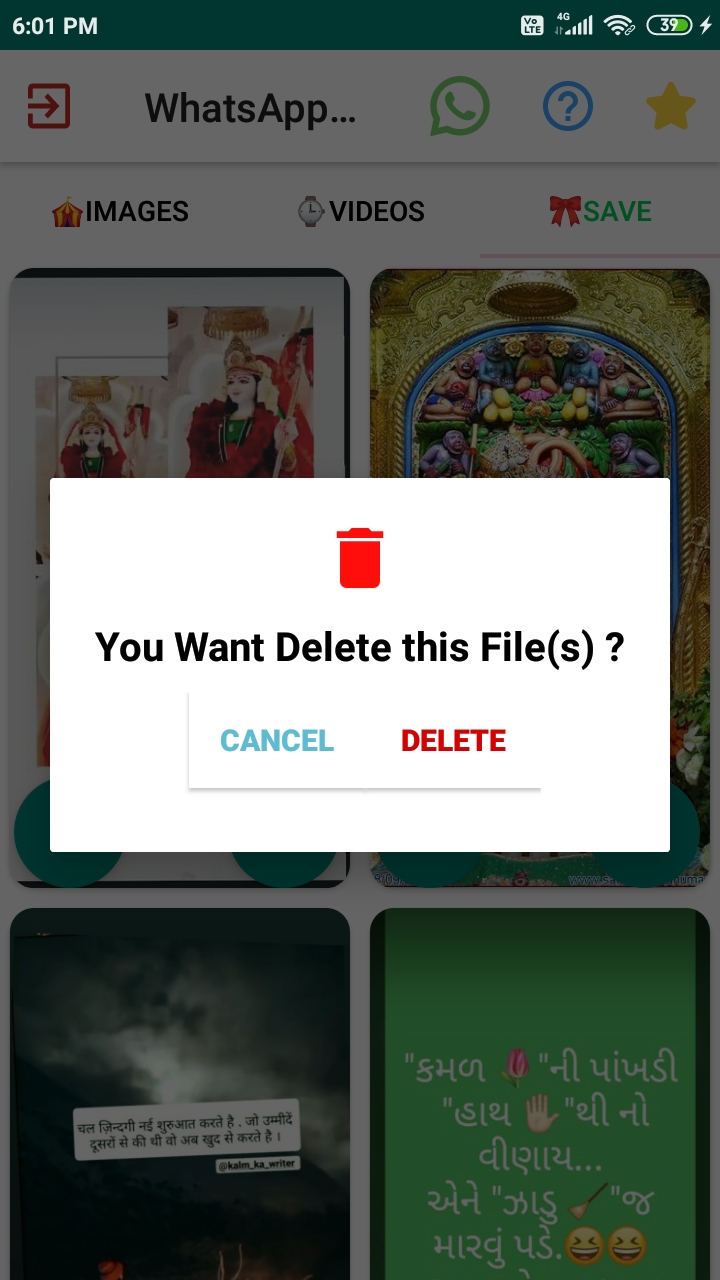 6:01 PM
Vo LTE 4G 39
WhatsApp...
IMAGES VIDEOS SAVE
You Want Delete this File(s) ?
CANCEL DELETE
चल ज़िन्दगी नई शुरुआत करते है . जो उम्मीदें
दूसरों से की थी वो अब खुद से करते है ।
@kalm_ka_writer
"કમળ 🌷 "ની પાંખડી
"હાથ ✋ "થી નો
વીણાય...
એને "ઝાડુ 🧹 "જ
મારવું પડે.😆😆